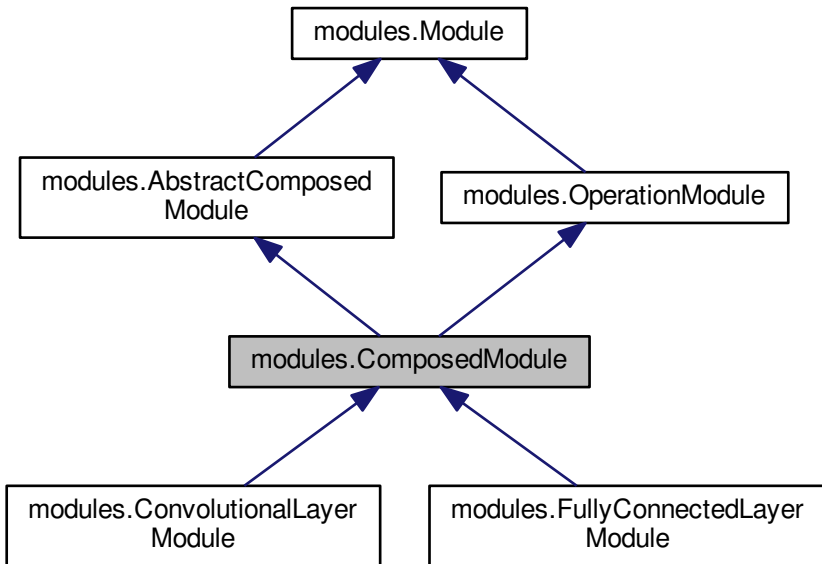 modules.Module
modules.AbstractComposed
Module
modules.OperationModule
modules.ComposedModule
modules.ConvolutionalLayer
Module
modules.FullyConnectedLayer
Module